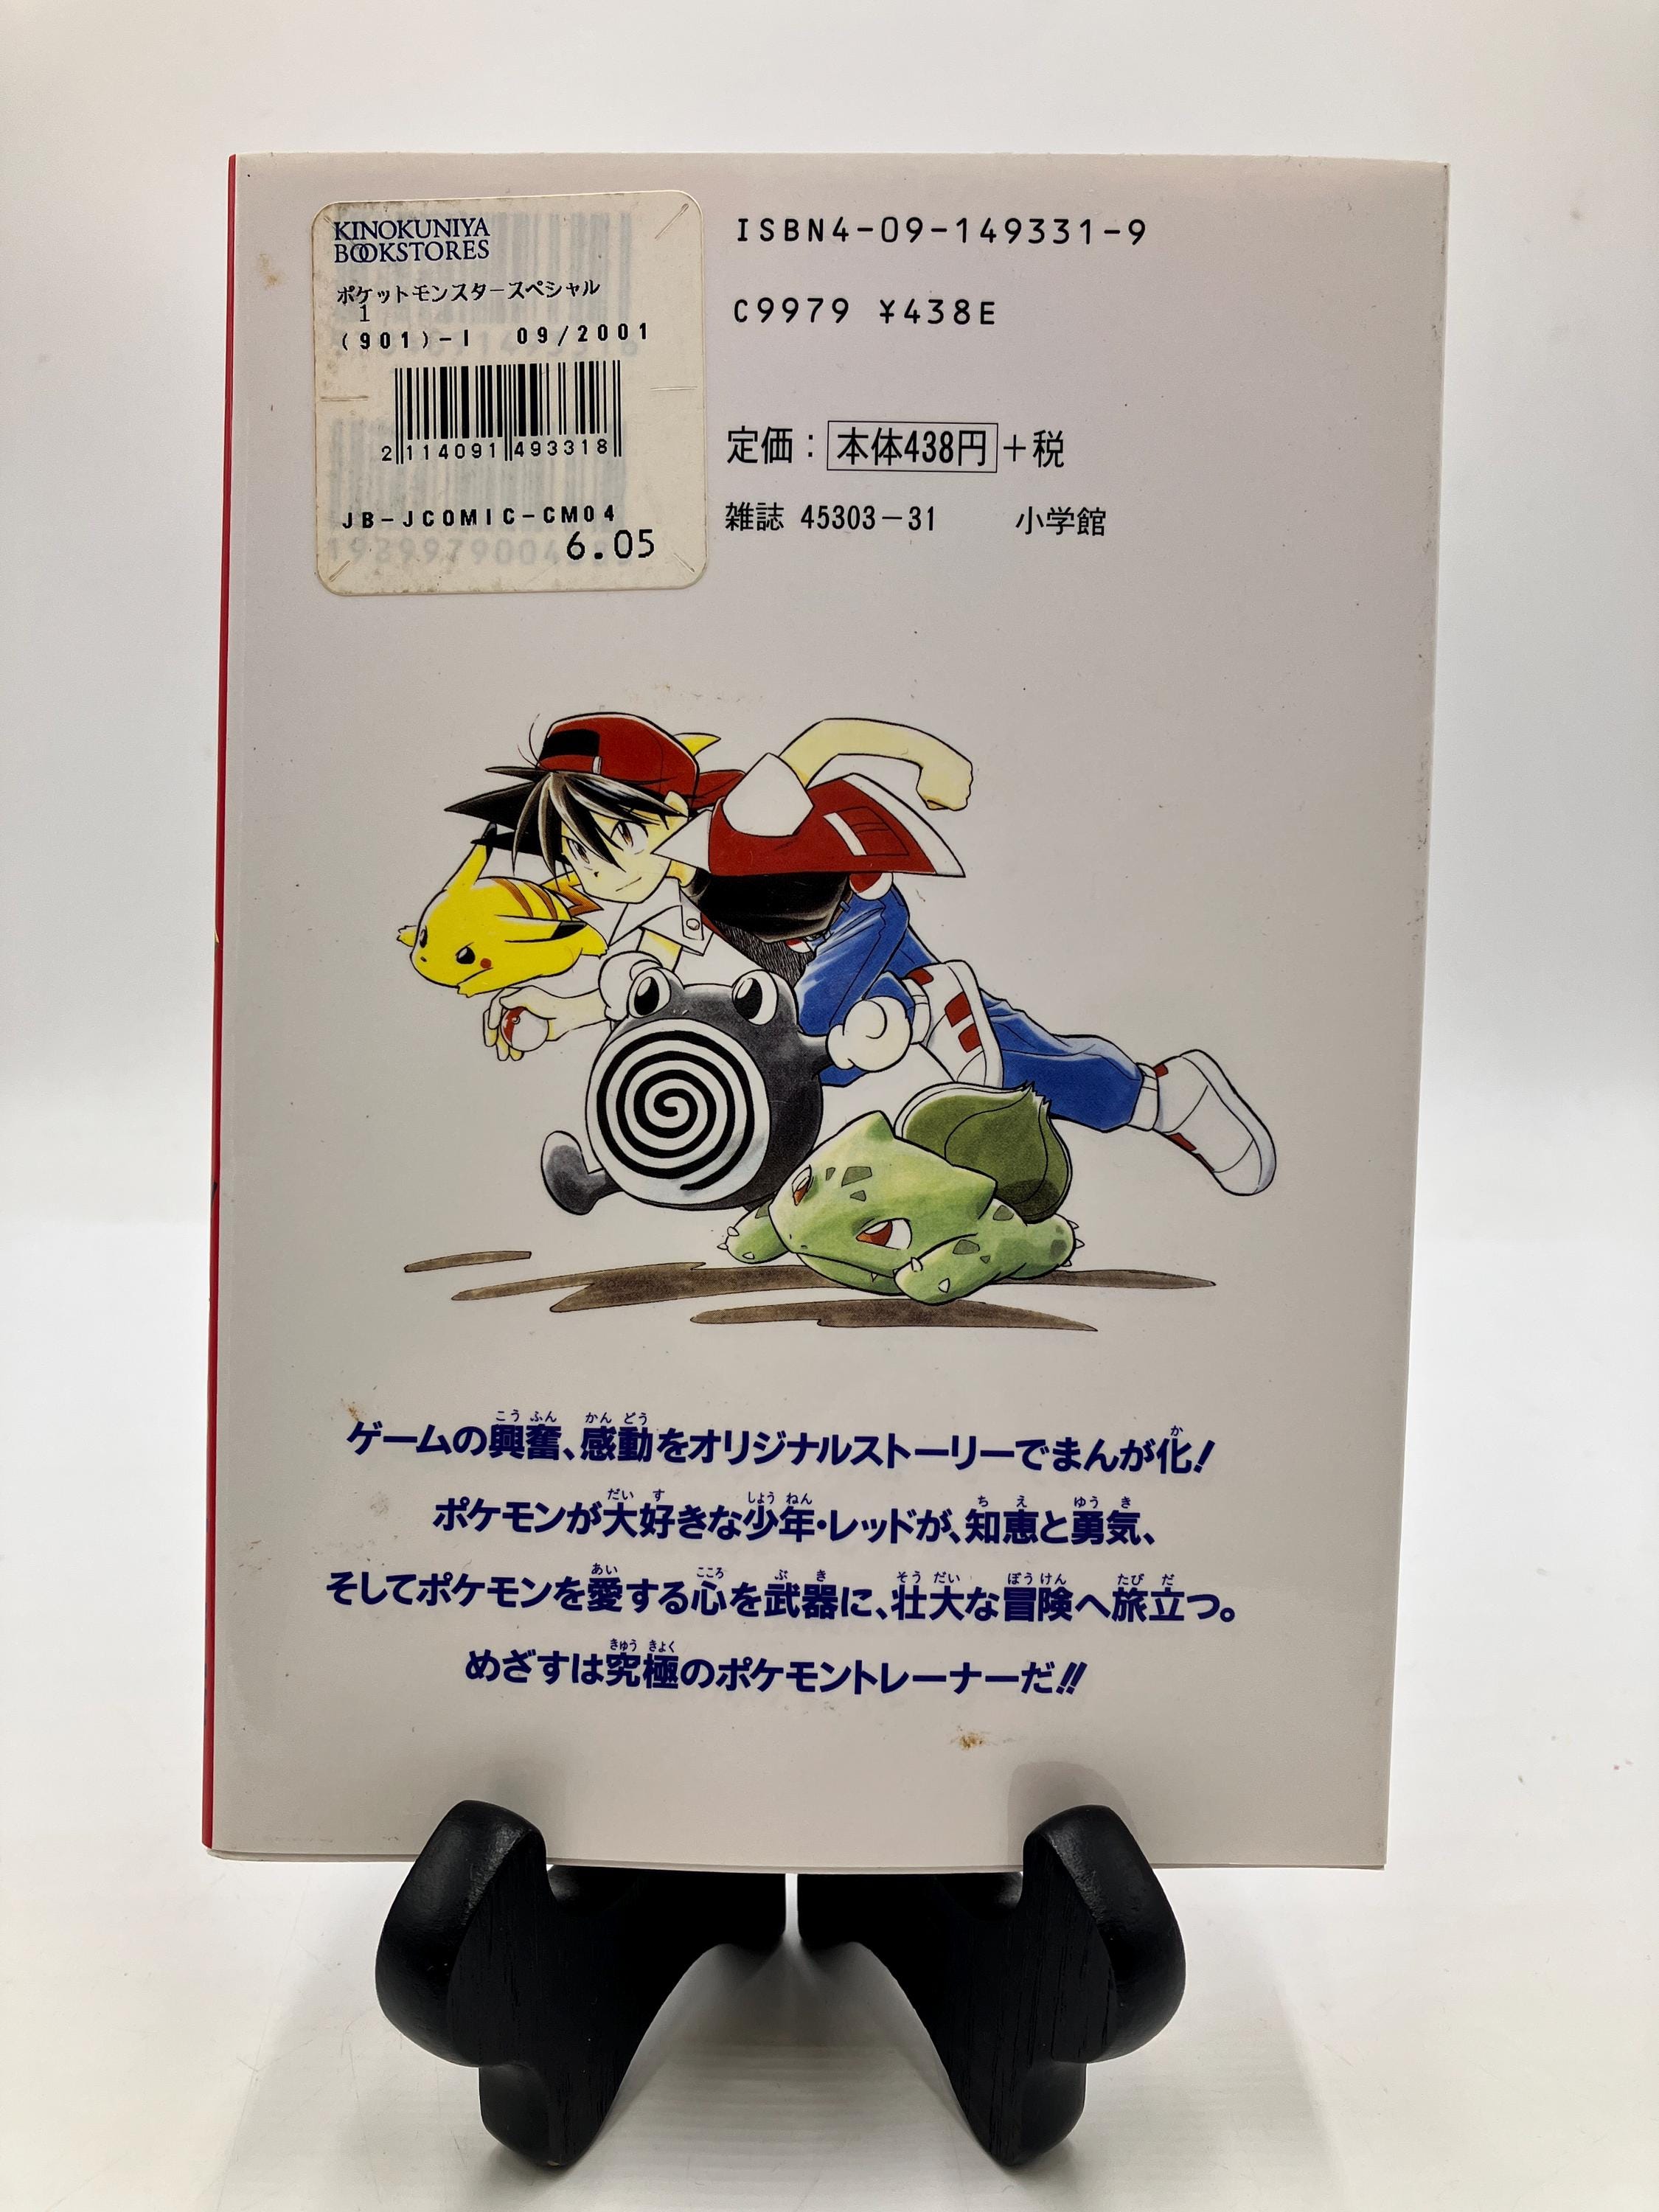 KINOKUNIYA
BOOKSTORES
ポケットモンスタースペシャル
1
(901)-I 09/2001
2 114091 493318
JB-JCOMIC-CM04
6.05
ISBN4-09-149331-9
C9979 ¥438E
定価：本体438円＋税
雑誌 45303-31 小学館
ゲームの興奮、感動をオリジナルストーリーでまんが化！
ポケモンが大好きな少年・レッドが、知恵と勇気、
そしてポケモンを愛する心を武器に、壮大な冒険へ旅立つ。
めざすは究極のポケモントレーナーだ!!